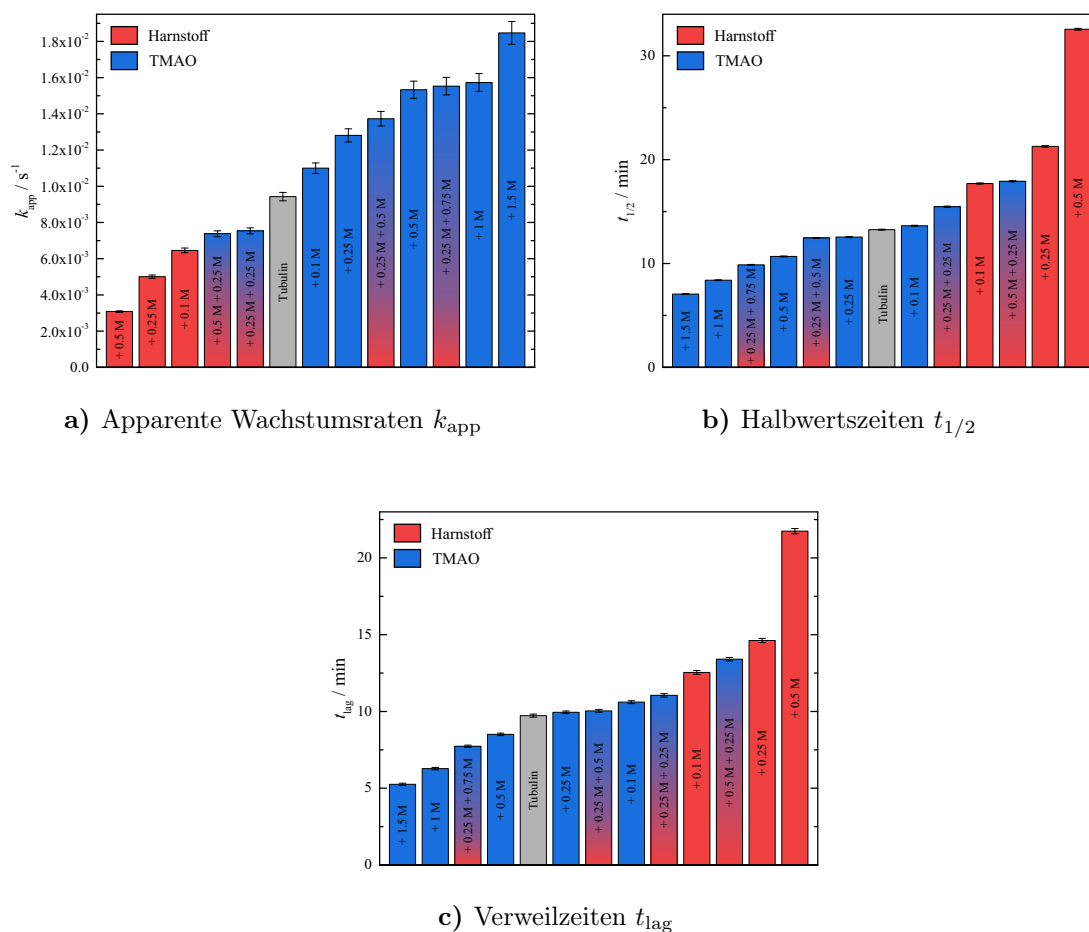 1.8x10⁻²
1.6x10⁻²
1.4x10⁻²
1.2x10⁻²
1.0x10⁻²
8.0x10⁻³
6.0x10⁻³
4.0x10⁻³
2.0x10⁻³
0.0
k_app / s⁻¹
Harnstoff
TMAO
+ 0.5 M
+ 0.25 M
+ 0.1 M
+ 0.5 M + 0.25 M
+ 0.25 M + 0.25 M
Tubulin
+ 0.1 M
+ 0.25 M
+ 0.25 M + 0.5 M
+ 0.5 M
+ 0.25 M + 0.75 M
+ 1 M
+ 1.5 M
a) Apparente Wachstumsraten k_app
30
20
10
0
t_1/2 / min
Harnstoff
TMAO
+ 1.5 M
+ 1 M
+ 0.25 M + 0.75 M
+ 0.5 M
+ 0.25 M + 0.5 M
+ 0.25 M
Tubulin
+ 0.1 M
+ 0.25 M + 0.25 M
+ 0.1 M
+ 0.5 M + 0.25 M
+ 0.25 M
+ 0.5 M
b) Halbwertszeiten t_1/2
20
15
10
5
0
t_lag / min
Harnstoff
TMAO
+ 1.5 M
+ 1 M
+ 0.25 M + 0.75 M
+ 0.5 M
Tubulin
+ 0.25 M
+ 0.25 M + 0.5 M
+ 0.1 M
+ 0.25 M + 0.25 M
+ 0.1 M
+ 0.5 M + 0.25 M
+ 0.25 M
+ 0.5 M
c) Verweilzeiten t_lag